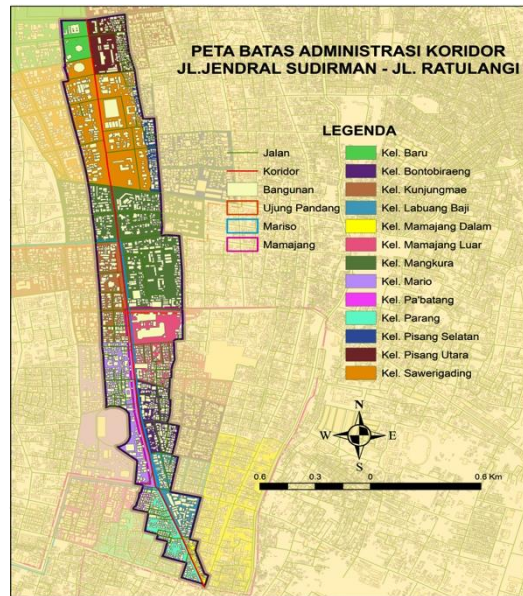 PETA BATAS ADMINISTRASI KORIDOR
JL.JENDRAL SUDIRMAN - JL. RATULANGI
LEGENDA
Jalan
Koridor
Bangunan
Ujung Pandang
Mariso
Mamajang
Kel. Baru
Kel. Bontobiraeng
Kel. Kunjungmae
Kel. Labuang Baji
Kel. Mamajang Dalam
Kel. Mamajang Luar
Kel. Mangkura
Kel. Mario
Kel. Pa'batang
Kel. Parang
Kel. Pisang Selatan
Kel. Pisang Utara
Kel. Sawerigading
N
W E
S
0.6 0.3 0 0.6 Km